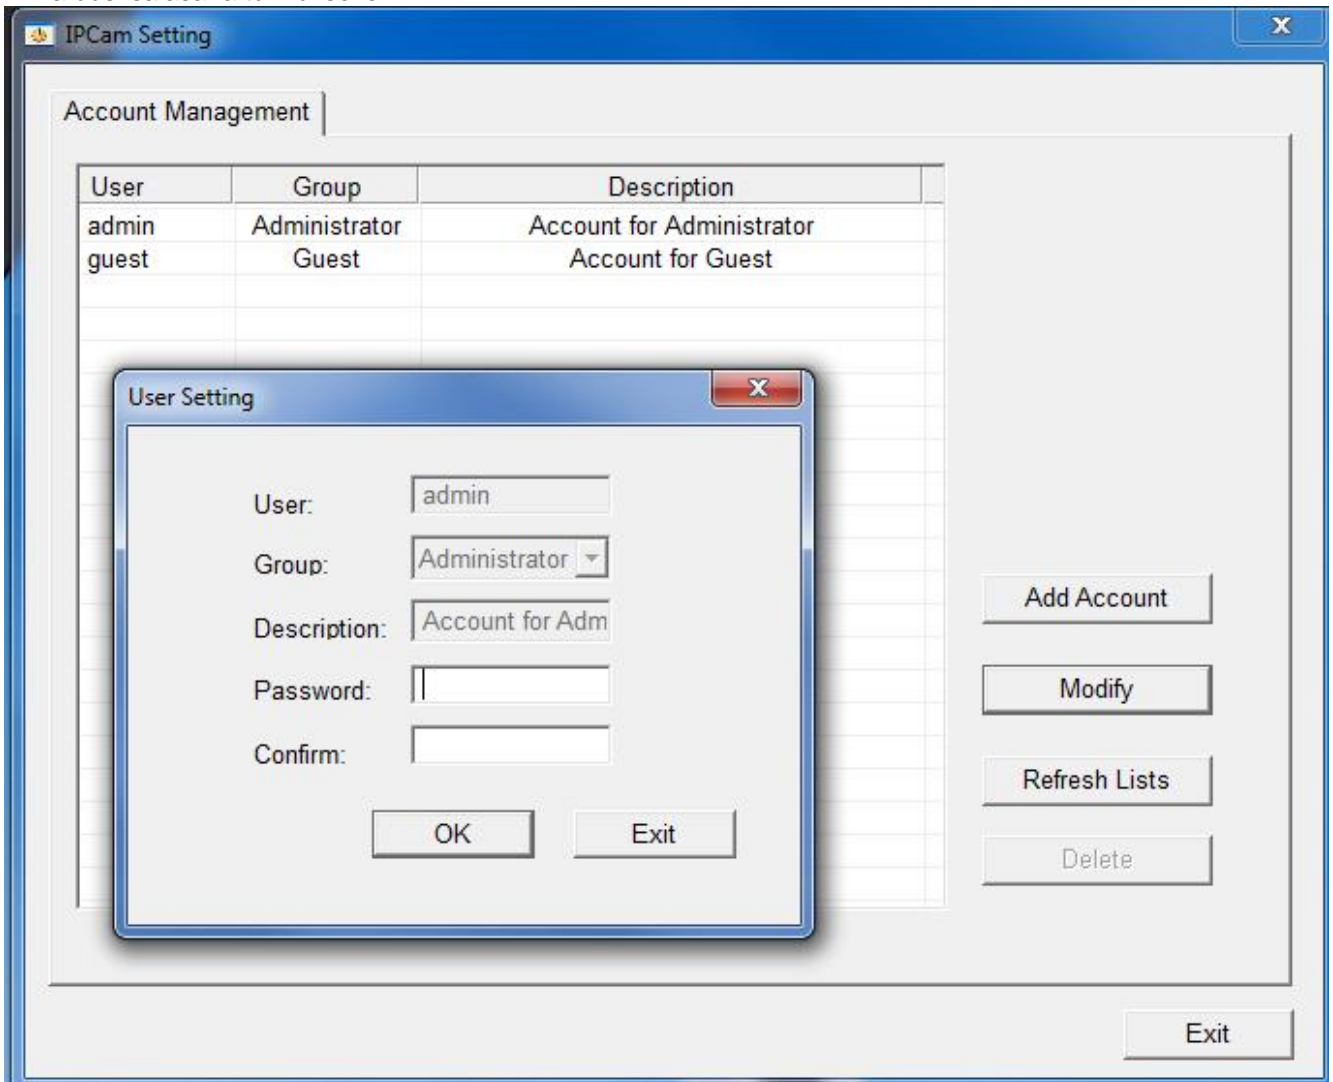 IPCam Setting
Account Management
User Group Description
admin Administrator Account for Administrator
guest Guest Account for Guest
User Setting
User: admin
Group: Administrator
Description: Account for Adm
Password:
Confirm:
OK Exit
Add Account
Modify
Refresh Lists
Delete
Exit